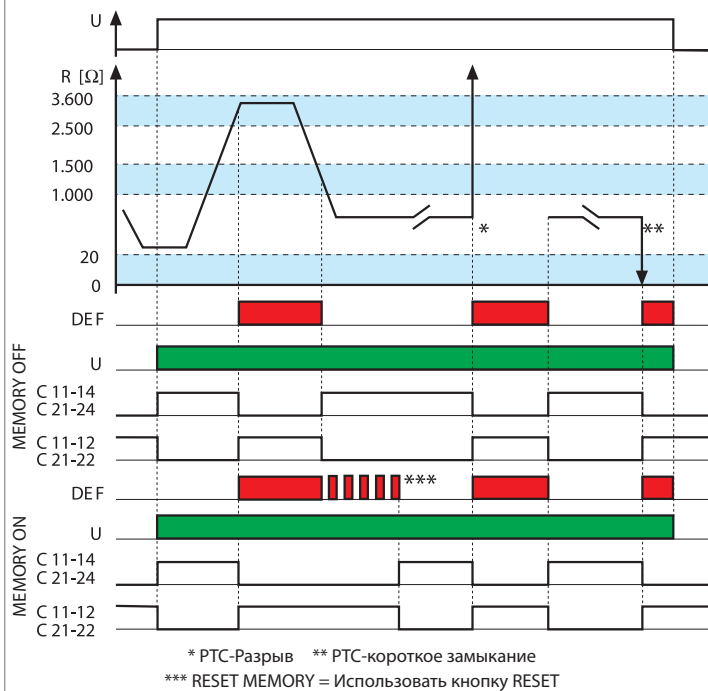 U
R [Ω]
3.600
2.500
1.500
1.000
*
**
20
0
MEMORY OFF
DEF
U
C 11-14
C 21-24
C 11-12
C 21-22
MEMORY ON
DEF
***
U
C 11-14
C 21-24
C 11-12
C 21-22
* PTC-Разрыв ** PTC-короткое замыкание
*** RESET MEMORY = Использовать кнопку RESET